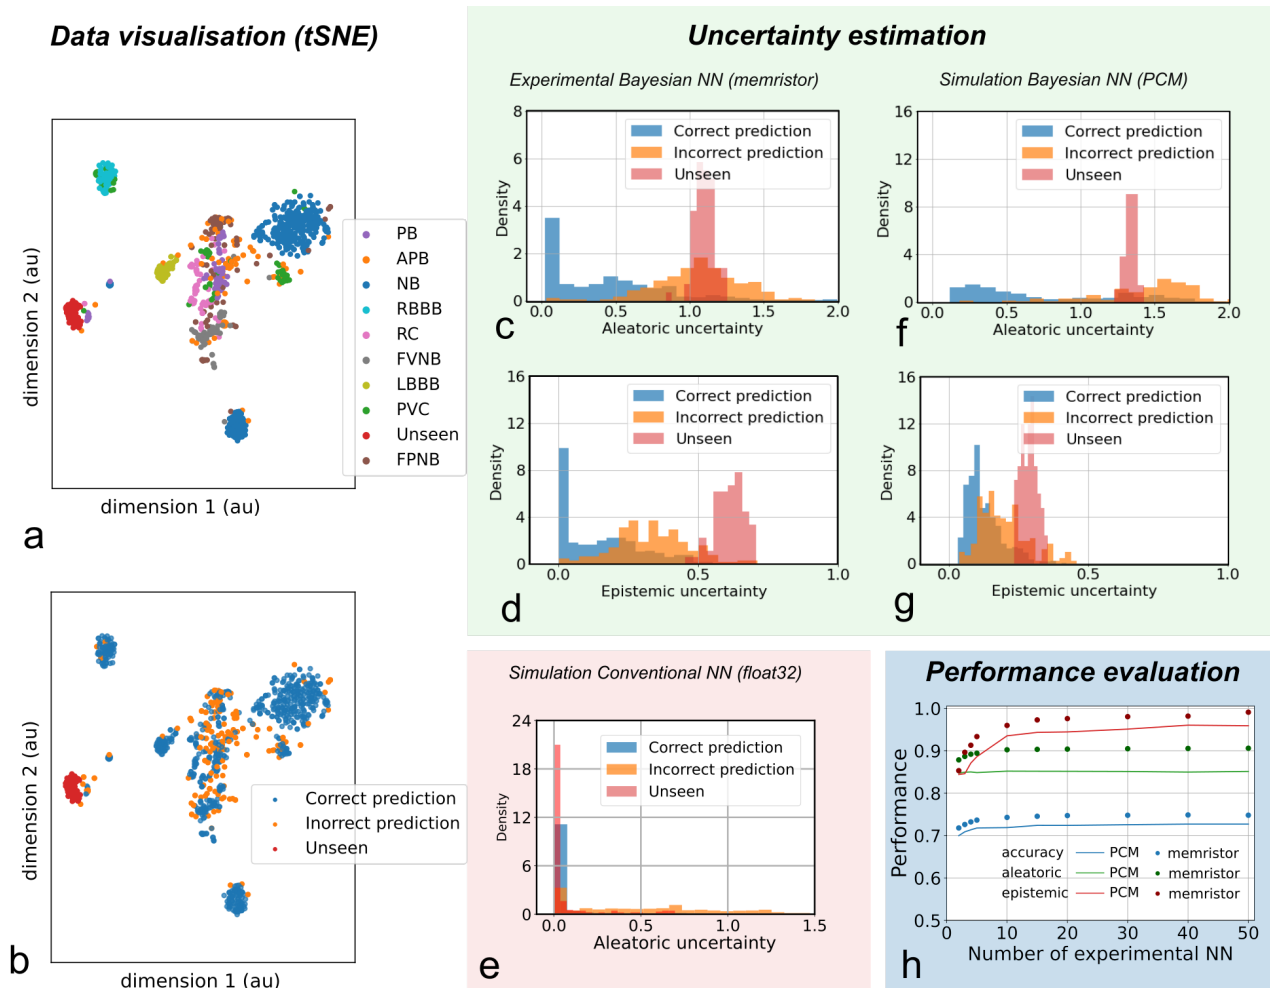 Data visualisation (tSNE)
dimension 2 (au)
PB
APB
NB
RBBB
RC
FVNB
LBBB
PVC
Unseen
FPNB
dimension 1 (au)
a
dimension 2 (au)
Correct prediction
Inorrect prediction
Unseen
b
dimension 1 (au)
Uncertainty estimation
Experimental Bayesian NN (memristor)
8
6
4
2
0
Density
Correct prediction
Incorrect prediction
Unseen
0.0 0.5 1.0 1.5 2.0
c
Aleatoric uncertainty
Simulation Bayesian NN (PCM)
16
12
8
4
0
Density
Correct prediction
Incorrect prediction
Unseen
0.0 0.5 1.0 1.5 2.0
f
Aleatoric uncertainty
16
12
8
4
0
Density
Correct prediction
Incorrect prediction
Unseen
0.0 0.5 1.0
d
Epistemic uncertainty
16
12
8
4
0
Density
Correct prediction
Incorrect prediction
Unseen
0.0 0.5 1.0
g
Epistemic uncertainty
Simulation Conventional NN (float32)
24
18
12
6
0
Density
Correct prediction
Incorrect prediction
Unseen
0.0 0.5 1.0 1.5
Aleatoric uncertainty
e
Performance evaluation
1.0
0.9
0.8
0.7
0.6
0.5
Performance
accuracy PCM memristor
aleatoric PCM memristor
epistemic PCM memristor
0 10 20 30 40 50
Number of experimental NN
h